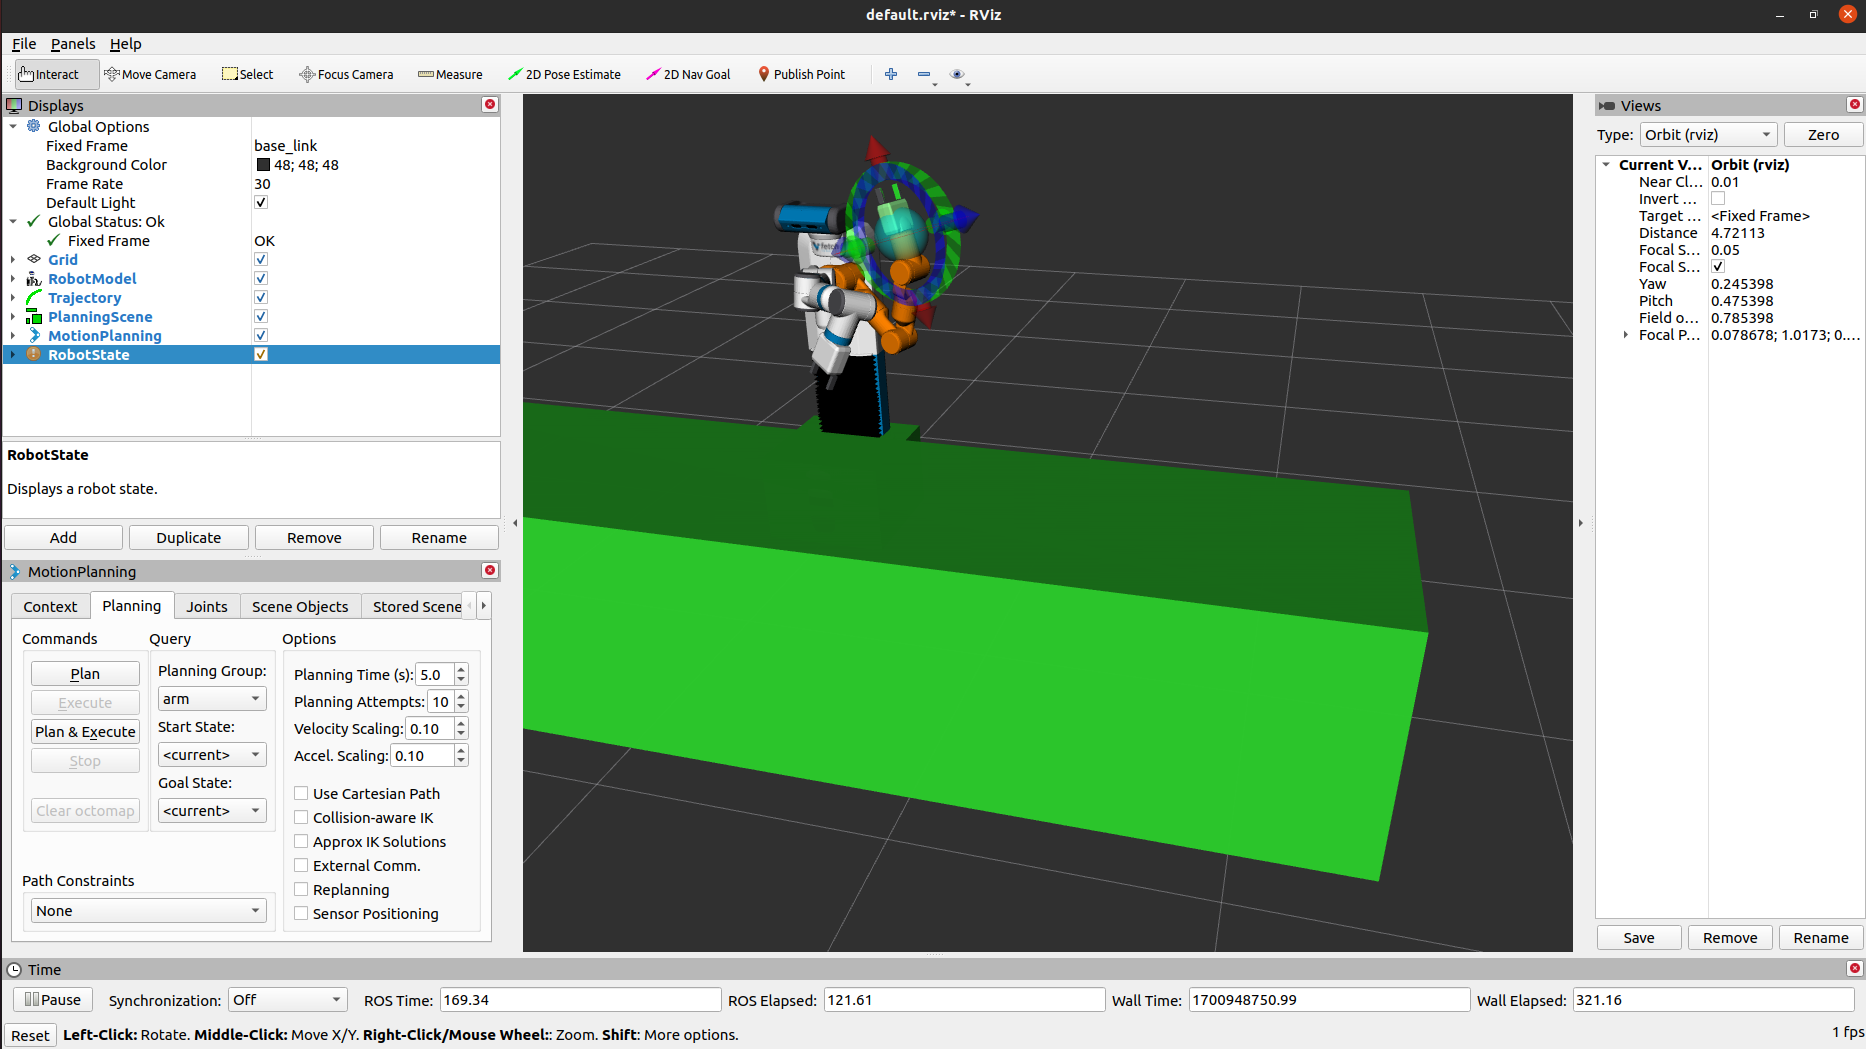 default.rviz* - RViz
File Panels Help
Interact Move Camera Select Focus Camera Measure 2D Pose Estimate 2D Nav Goal Publish Point
Displays
Global Options
Fixed Frame base_link
Background Color 48; 48; 48
Frame Rate 30
Default Light
Global Status: Ok
Fixed Frame OK
Grid
RobotModel
Trajectory
PlanningScene
MotionPlanning
RobotState
RobotState
Displays a robot state.
Add Duplicate Remove Rename
MotionPlanning
Context Planning Joints Scene Objects Stored Scene
Commands Query Options
Plan
Execute
Plan & Execute
Stop
Clear octomap
Planning Group:
arm
Start State:
<current>
Goal State:
<current>
Planning Time (s): 5.0
Planning Attempts: 10
Velocity Scaling: 0.10
Accel. Scaling: 0.10
Use Cartesian Path
Collision-aware IK
Approx IK Solutions
External Comm.
Replanning
Sensor Positioning
Path Constraints
None
fetch
Views
Type: Orbit (rviz) Zero
Current V... Orbit (rviz)
Near Cl... 0.01
Invert ...
Target ... <Fixed Frame>
Distance 4.72113
Focal S... 0.05
Focal S...
Yaw 0.245398
Pitch 0.475398
Field o... 0.785398
Focal P... 0.078678; 1.0173; 0....
Save Remove Rename
Time
Pause Synchronization: Off ROS Time: 169.34 ROS Elapsed: 121.61 Wall Time: 1700948750.99 Wall Elapsed: 321.16
Reset Left-Click: Rotate. Middle-Click: Move X/Y. Right-Click/Mouse Wheel:: Zoom. Shift: More options. 1 fps